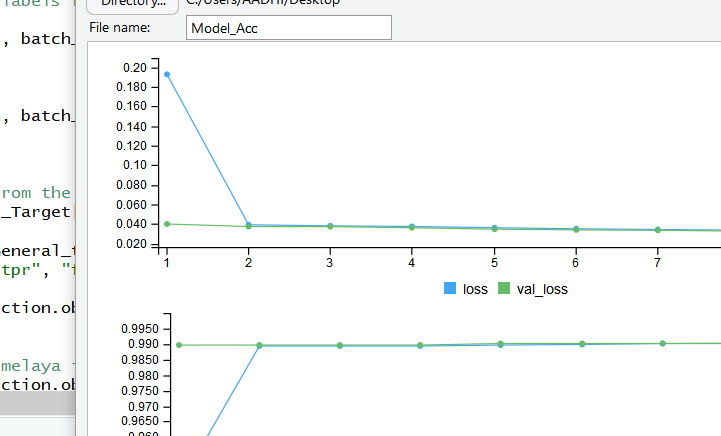 labels
Directory... C:/Users/AADHI/Desktop
File name: Model_Acc
, batch_
, batch_
rom the
_Target[
eneral_t
tpr", "f
ction.ob
melaya
ction.ob
0.20
0.180
0.160
0.140
0.120
0.10
0.080
0.060
0.040
0.020
1 2 3 4 5 6 7
loss val_loss
0.9950
0.990
0.9850
0.980
0.9750
0.970
0.9650
0.960